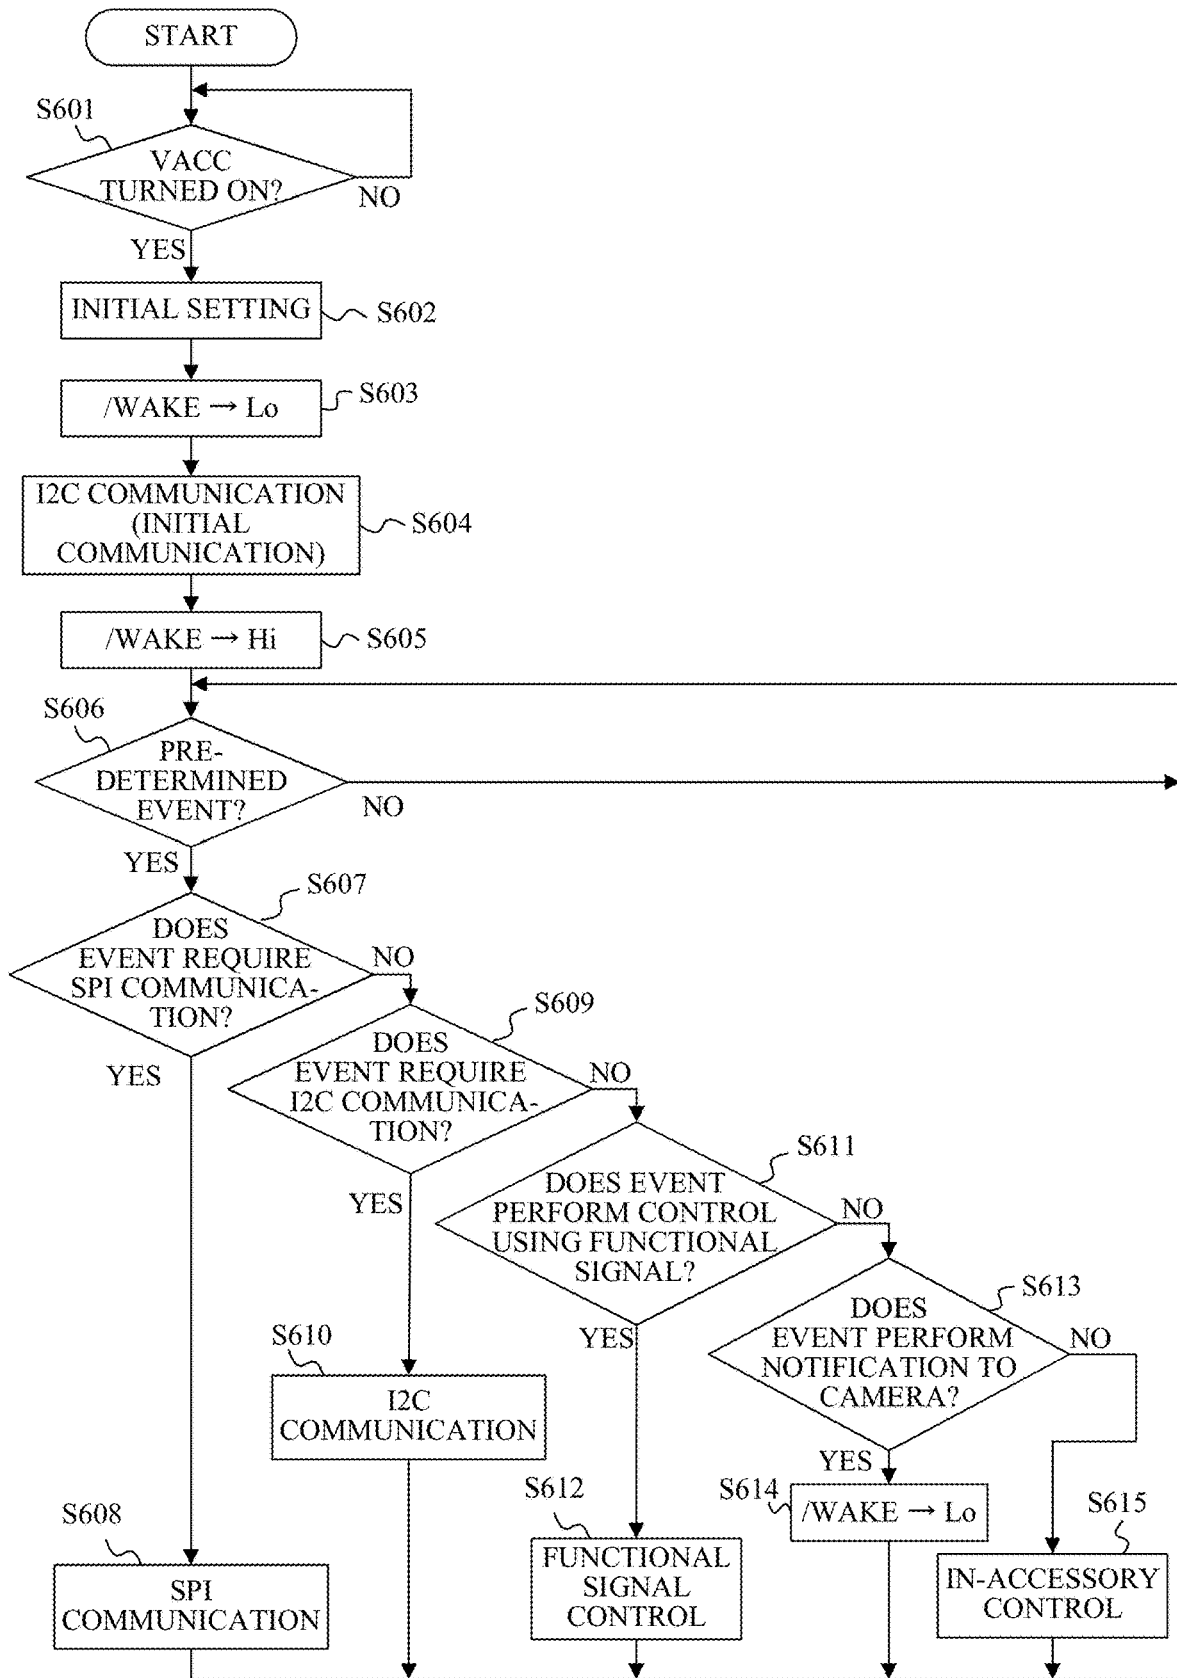 START
S601
VACC
TURNED ON?
NO
YES
INITIAL SETTING
S602
/WAKE → Lo
S603
I2C COMMUNICATION
(INITIAL
COMMUNICATION)
S604
/WAKE → Hi
S605
S606
PRE-
DETERMINED
EVENT?
NO
YES
S607
DOES
EVENT REQUIRE
SPI COMMUNICA-
TION?
NO
YES
S609
DOES
EVENT REQUIRE
I2C COMMUNICA-
TION?
NO
YES
S611
DOES EVENT
PERFORM CONTROL
USING FUNCTIONAL
SIGNAL?
NO
YES
S613
DOES
EVENT PERFORM
NOTIFICATION TO
CAMERA?
NO
YES
S610
I2C
COMMUNICATION
S614
/WAKE → Lo
S612
FUNCTIONAL
SIGNAL
CONTROL
S615
IN-ACCESSORY
CONTROL
S608
SPI
COMMUNICATION